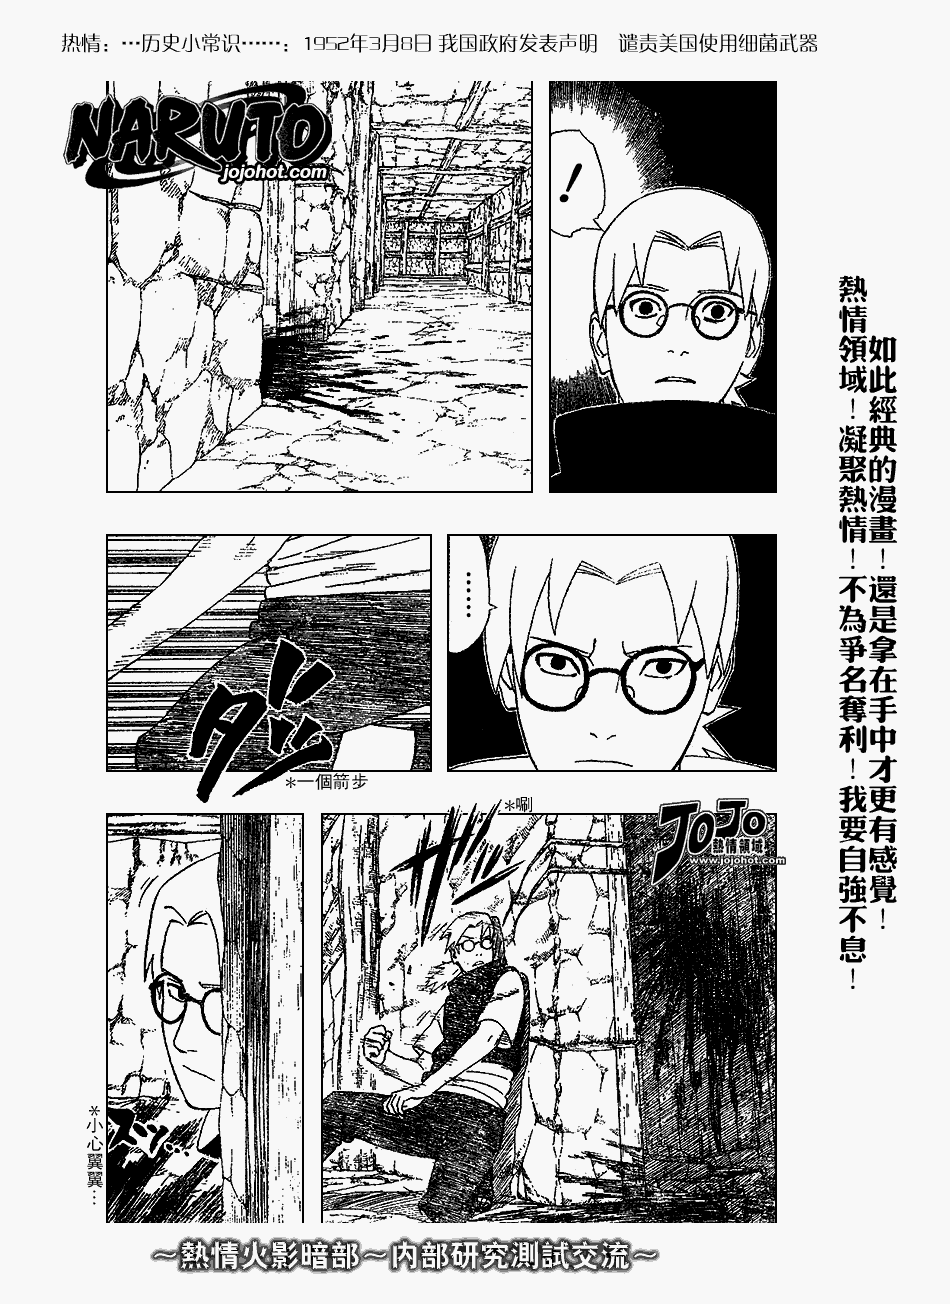 热情：…历史小常识……：1952年3月8日 我国政府发表声明　谴责美国使用细菌武器
NARUTO
jojohot.com
！
如此經典的漫畫！還是拿在手中才更有感覺！
熱情領域！凝聚熱情！不為爭名奪利！我要自強不息！
……
ダッ
*一個箭步
*唰
JOJO
熱情領域
www.jojohot.com
スッ…
*小心翼翼…
～熱情火影暗部～内部研究測試交流～